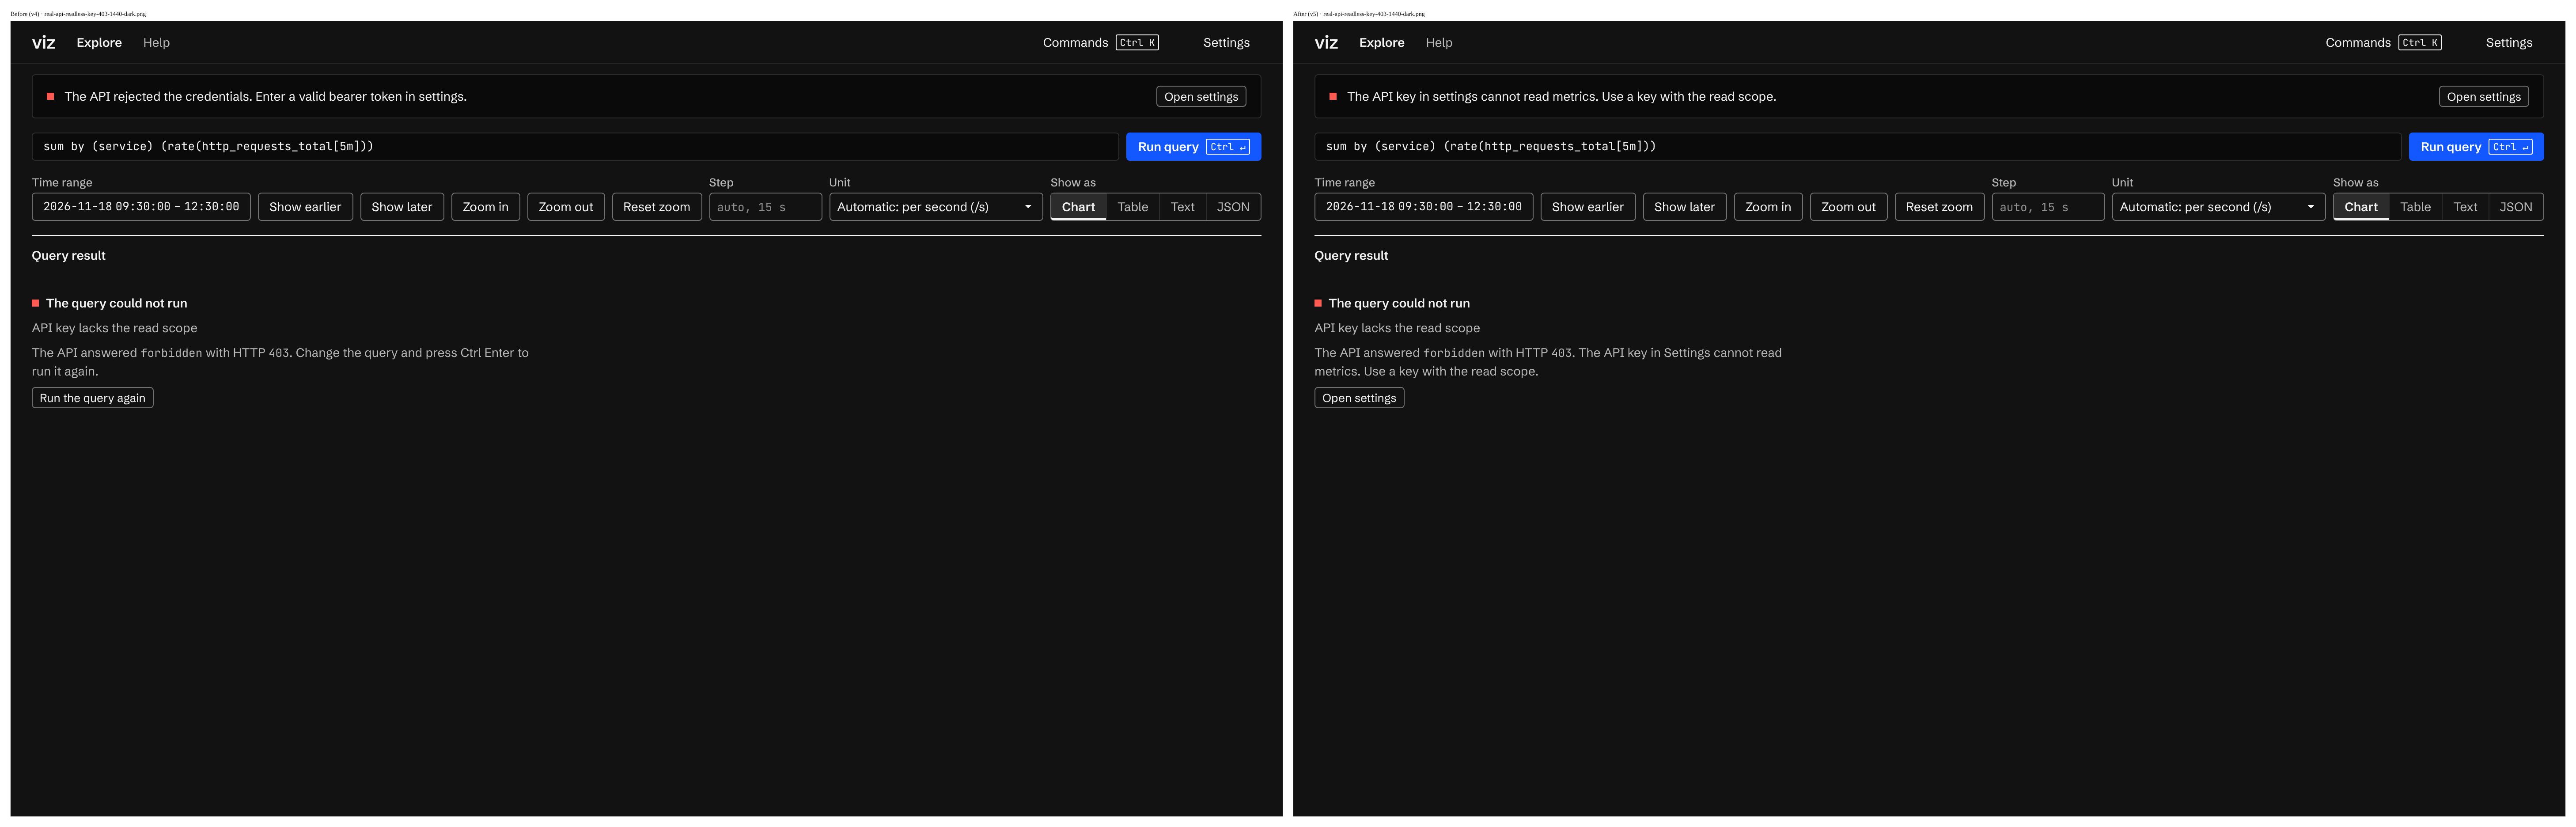 Before (v4) · real-api-readless-key-403-1440-dark.png
viz Explore Help Commands Ctrl K Settings
The API rejected the credentials. Enter a valid bearer token in settings. Open settings
sum by (service) (rate(http_requests_total[5m])) Run query Ctrl ↵
Time range Step Unit Show as
2026-11-18 09:30:00 – 12:30:00 Show earlier Show later Zoom in Zoom out Reset zoom auto, 15 s Automatic: per second (/s) Chart Table Text JSON
Query result
The query could not run
API key lacks the read scope
The API answered forbidden with HTTP 403. Change the query and press Ctrl Enter to
run it again.
Run the query again
After (v5) · real-api-readless-key-403-1440-dark.png
viz Explore Help Commands Ctrl K Settings
The API key in settings cannot read metrics. Use a key with the read scope. Open settings
sum by (service) (rate(http_requests_total[5m])) Run query Ctrl ↵
Time range Step Unit Show as
2026-11-18 09:30:00 – 12:30:00 Show earlier Show later Zoom in Zoom out Reset zoom auto, 15 s Automatic: per second (/s) Chart Table Text JSON
Query result
The query could not run
API key lacks the read scope
The API answered forbidden with HTTP 403. The API key in Settings cannot read
metrics. Use a key with the read scope.
Open settings